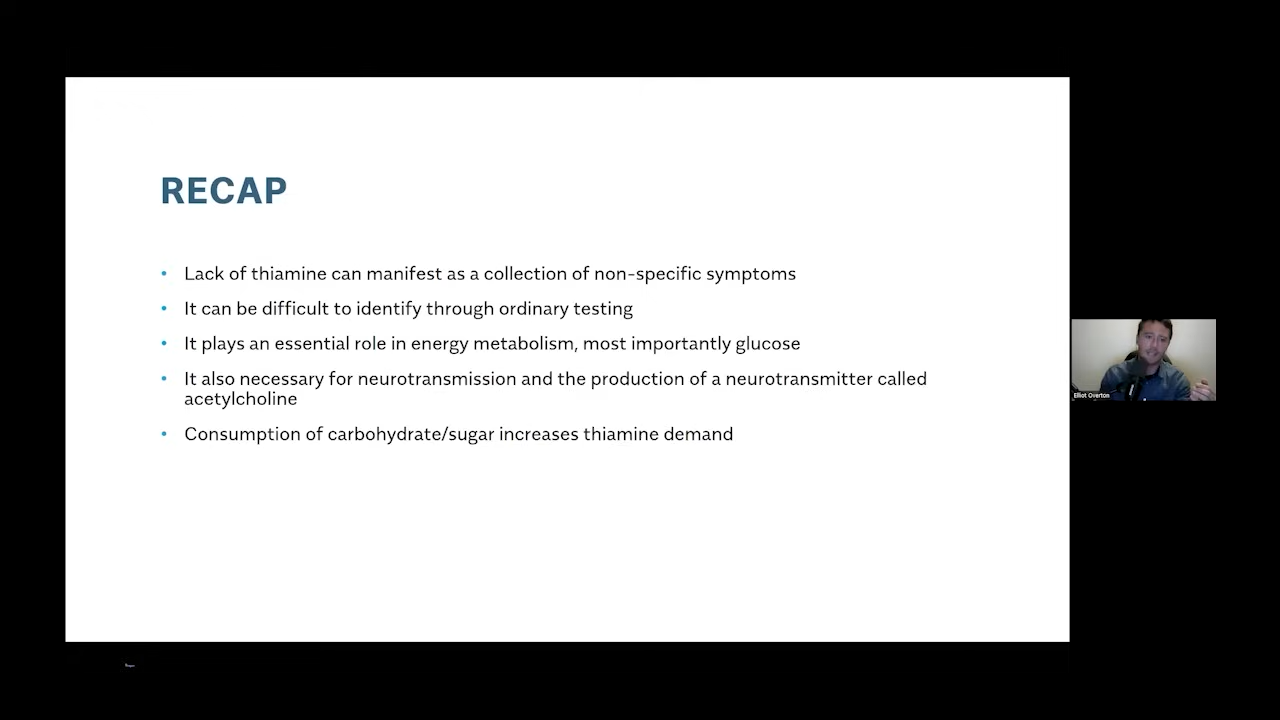 RECAP
• Lack of thiamine can manifest as a collection of non-specific symptoms
• It can be difficult to identify through ordinary testing
• It plays an essential role in energy metabolism, most importantly glucose
• It also necessary for neurotransmission and the production of a neurotransmitter called
acetylcholine
• Consumption of carbohydrate/sugar increases thiamine demand
Elliot Overton